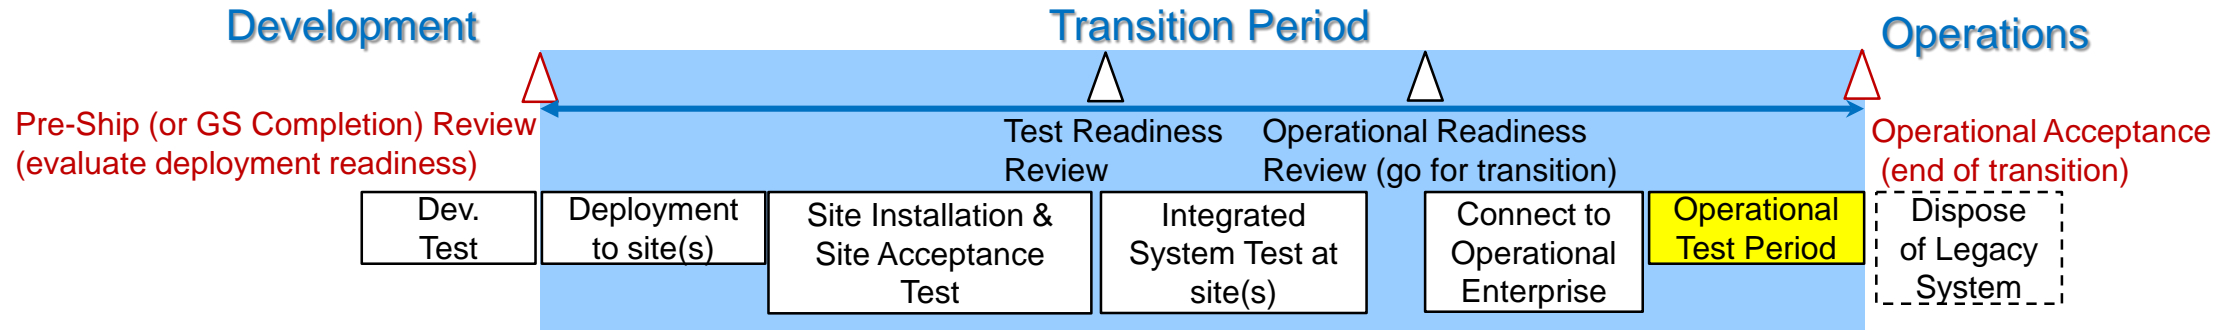 Development
Transition Period
Operations
Pre-Ship (or GS Completion) Review
(evaluate deployment readiness)
Test Readiness
Review
Operational Readiness
Review (go for transition)
Operational Acceptance
(end of transition)
Dev.
Test
Deployment
to site(s)
Site Installation &
Site Acceptance
Test
Integrated
System Test at
site(s)
Connect to
Operational
Enterprise
Operational
Test Period
Dispose
of Legacy
System